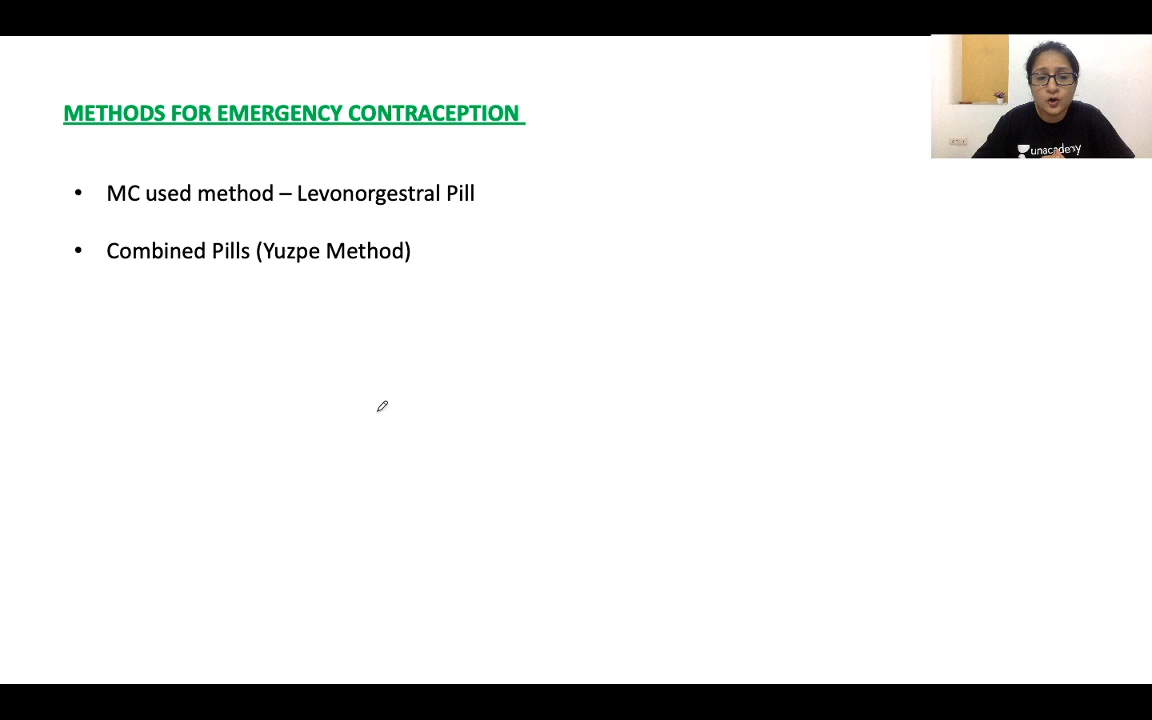 METHODS FOR EMERGENCY CONTRACEPTION
unacademy
• MC used method – Levonorgestral Pill
• Combined Pills (Yuzpe Method)